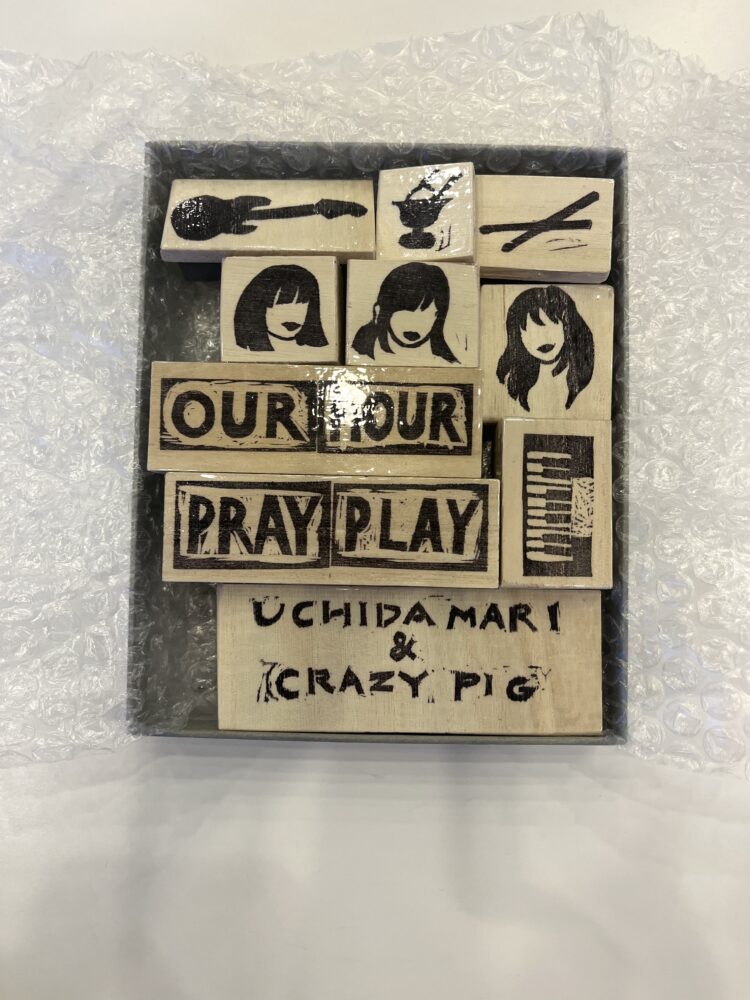 OUR HOUR
PRAY PLAY
UCHIDA MARI
&
CRAZY PIG